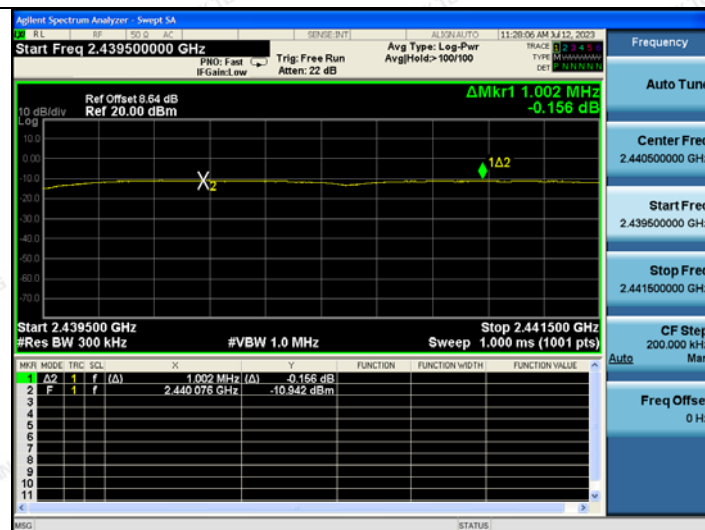 Agilent Spectrum Analyzer - Swept SA
RL RF 50 Ω AC SENSE:INT ALIGN AUTO 11:28:06 AM Jul 12, 2023
Start Freq 2.439500000 GHz
PNO: Fast
IFGain:Low
Trig: Free Run
Atten: 22 dB
Avg Type: Log-Pwr
Avg|Hold:>100/100
TRACE 1 2 3 4 5 6
TYPE
DET P N N N N N
Ref Offset 8.64 dB
Ref 20.00 dBm
ΔMkr1 1.002 MHz
-0.156 dB
10 dB/div
Log
10.0
0.00
-10.0
-20.0
-30.0
-40.0
-50.0
-60.0
-70.0
2
1Δ2
Start 2.439500 GHz
Stop 2.441500 GHz
#Res BW 300 kHz
#VBW 1.0 MHz
Sweep 1.000 ms (1001 pts)
MKR MODE TRC SCL X Y FUNCTION FUNCTION WIDTH FUNCTION VALUE
1 Δ2 1 f (Δ) 1.002 MHz (Δ) -0.156 dB
2 F 1 f 2.440 076 GHz -10.942 dBm
3
4
5
6
7
8
9
10
11
MSG
STATUS
Frequency
Auto Tune
Center Freq
2.440500000 GHz
Start Freq
2.439500000 GHz
Stop Freq
2.441500000 GHz
CF Step
200.000 kHz
Auto Man
Freq Offset
0 Hz